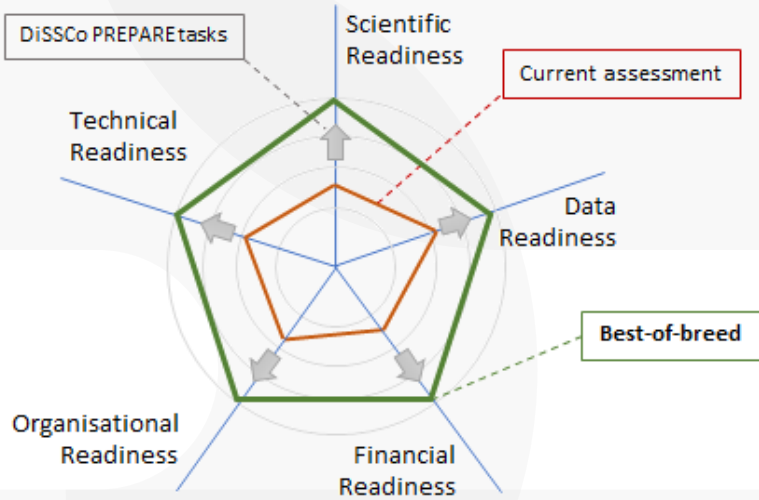 Scientific
Readiness
DiSSCo PREPARE tasks
Current assessment
Technical
Readiness
Data
Readiness
Best-of-breed
Organisational
Readiness
Financial
Readiness